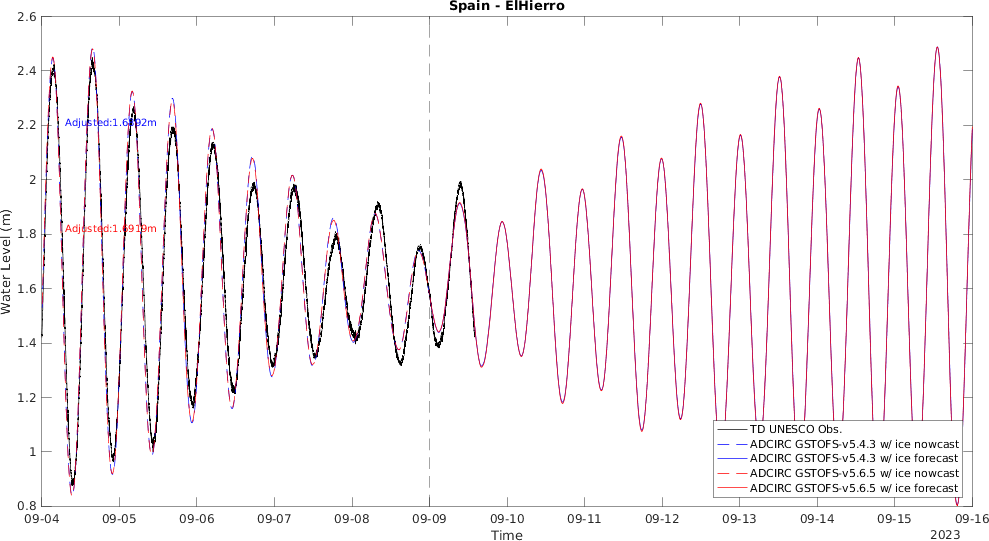 Spain - ElHierro
2.6
2.4
2.2
2
1.8
1.6
1.4
1.2
1
0.8
Water Level (m)
Adjusted:1.6892m
Adjusted:1.6919m
TD UNESCO Obs.
ADCIRC GSTOFS-v5.4.3 w/ ice nowcast
ADCIRC GSTOFS-v5.4.3 w/ ice forecast
ADCIRC GSTOFS-v5.6.5 w/ ice nowcast
ADCIRC GSTOFS-v5.6.5 w/ ice forecast
09-04 09-05 09-06 09-07 09-08 09-09 09-10 09-11 09-12 09-13 09-14 09-15 09-16
Time
2023